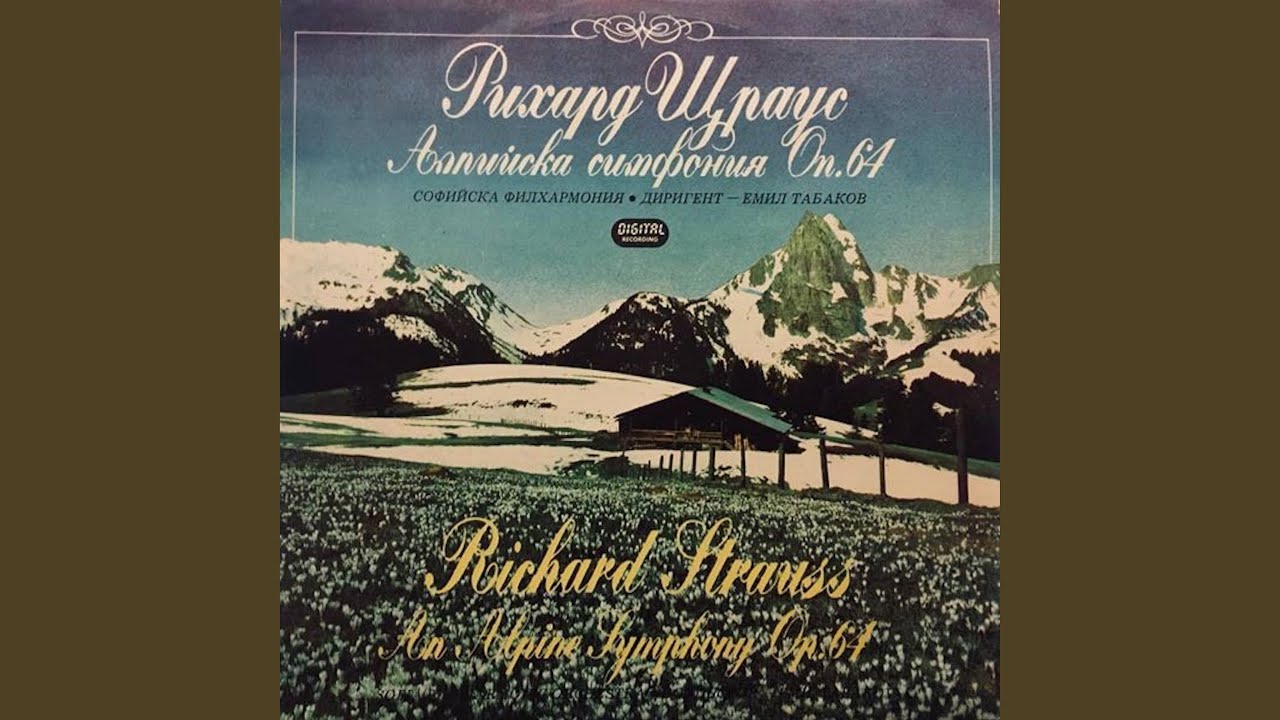 Рихард Щраус
Алпийска симфония Оп.64
СОФИЙСКА ФИЛХАРМОНИЯ • ДИРИГЕНТ — ЕМИЛ ТАБАКОВ
DIGITAL
RECORDING
Richard Strauss
An Alpine Symphony Op.64